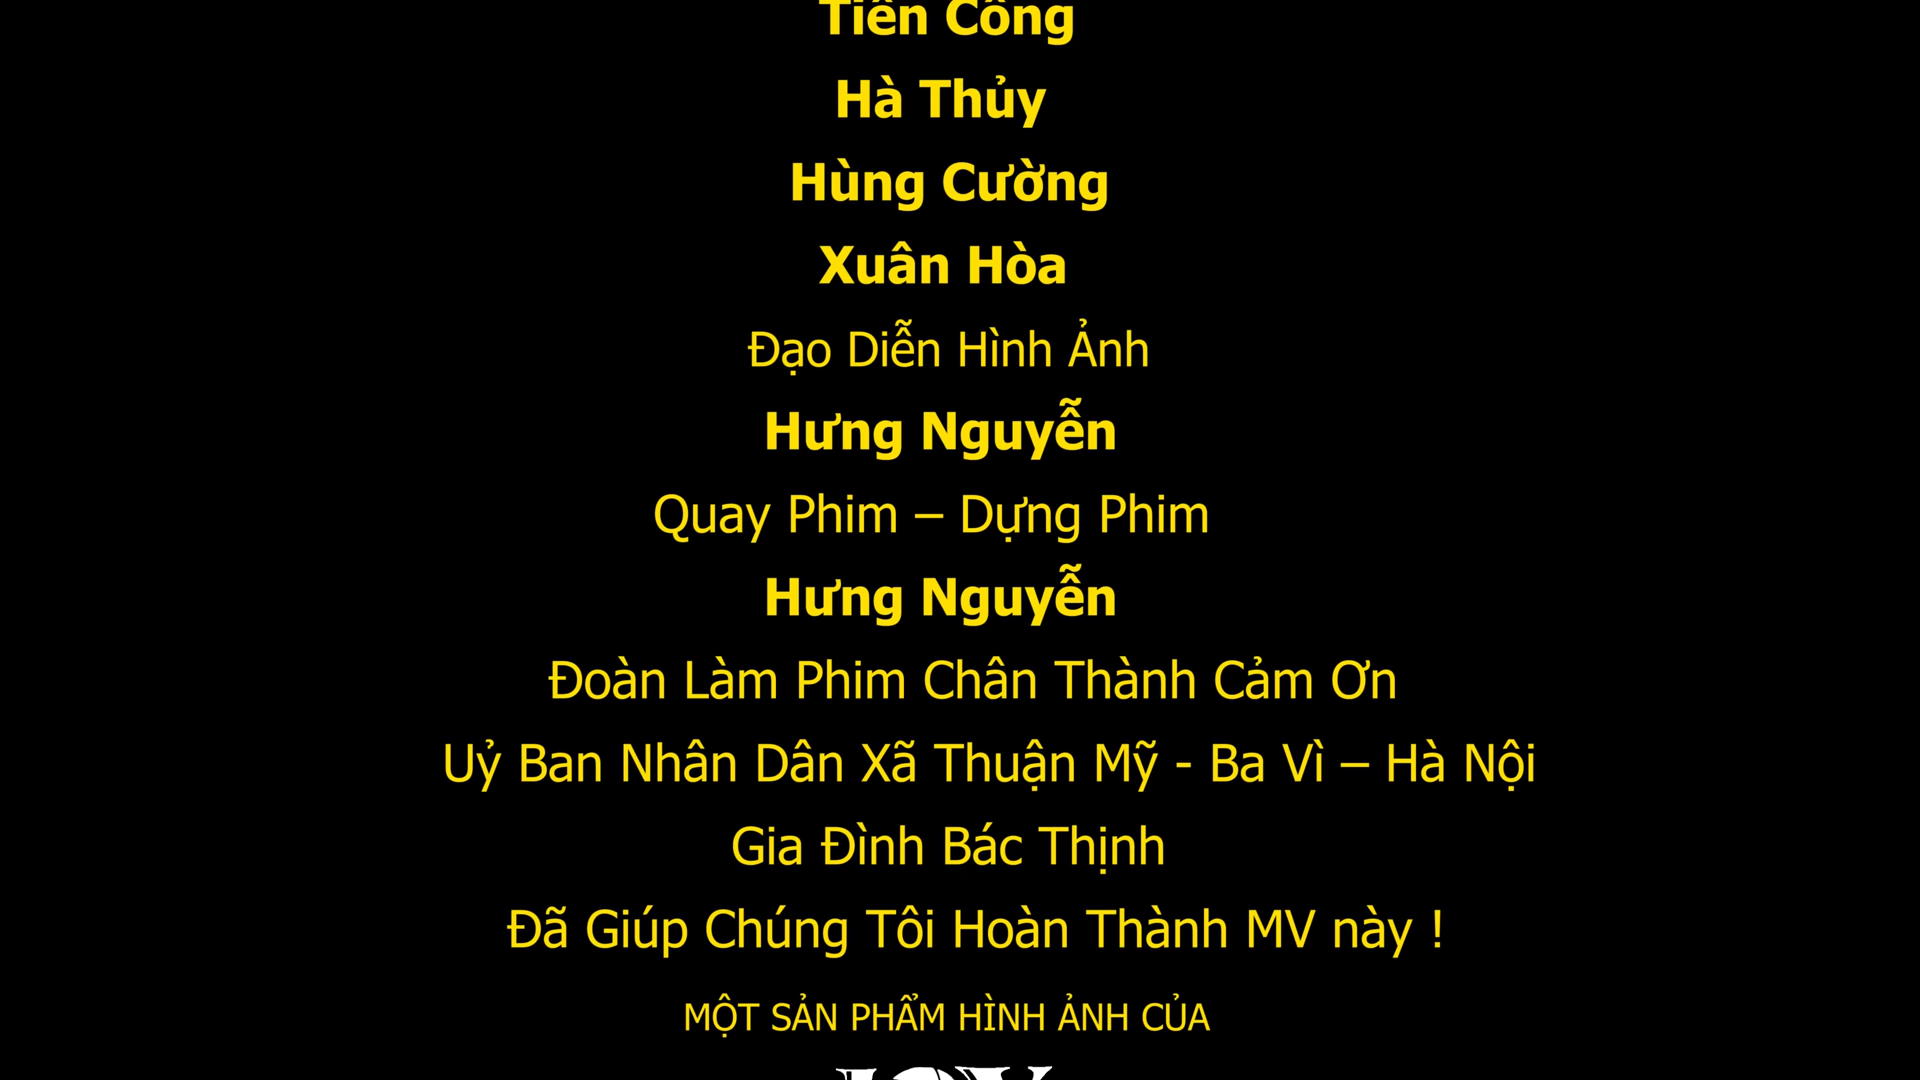 Tiến Công
Hà Thủy
Hùng Cường
Xuân Hòa
Đạo Diễn Hình Ảnh
Hưng Nguyễn
Quay Phim – Dựng Phim
Hưng Nguyễn
Đoàn Làm Phim Chân Thành Cảm Ơn
Uỷ Ban Nhân Dân Xã Thuận Mỹ - Ba Vì – Hà Nội
Gia Đình Bác Thịnh
Đã Giúp Chúng Tôi Hoàn Thành MV này !
MỘT SẢN PHẨM HÌNH ẢNH CỦA